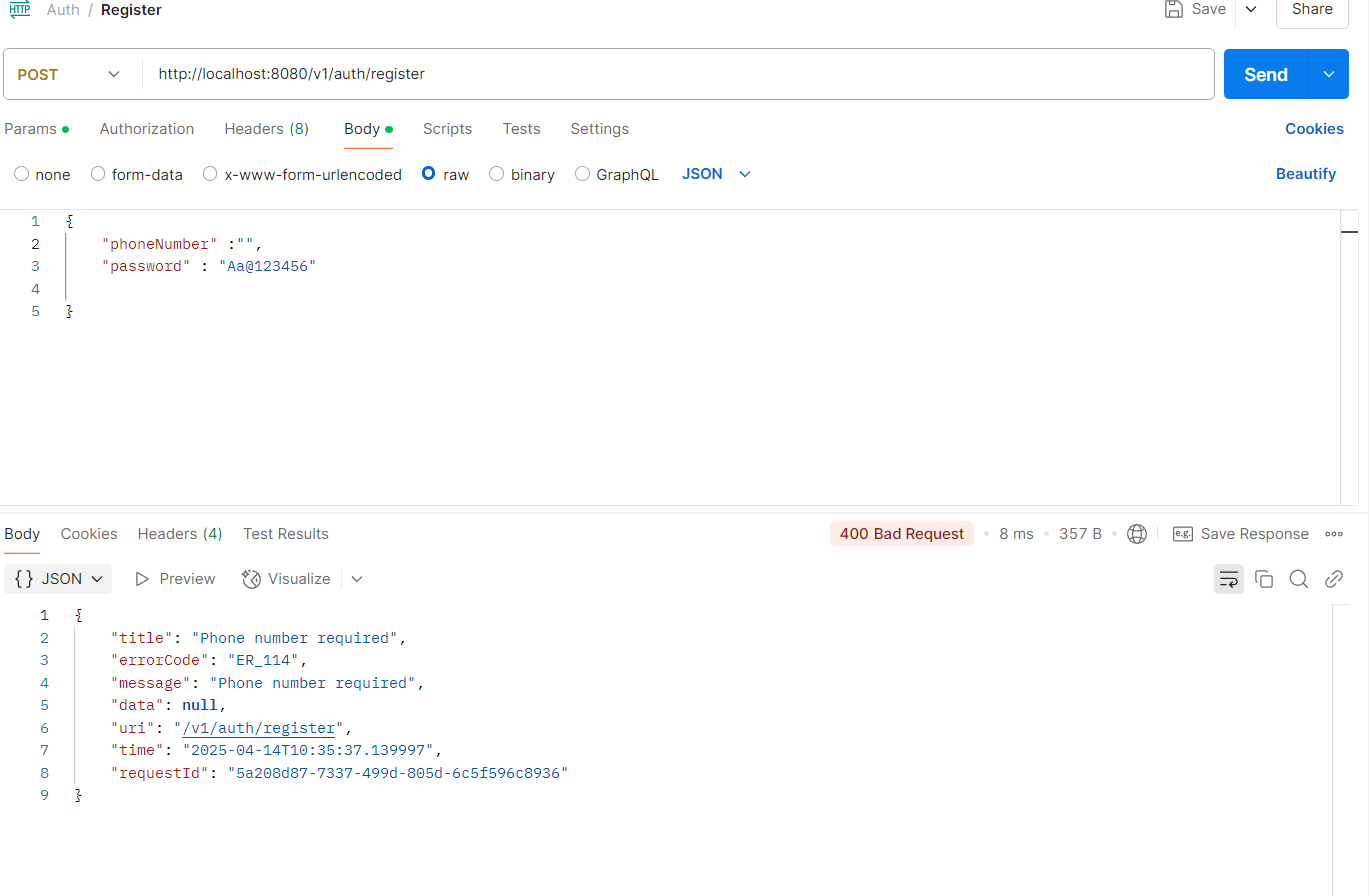 HTTP Auth / Register Save Share
POST http://localhost:8080/v1/auth/register Send
Params Authorization Headers (8) Body Scripts Tests Settings Cookies
none form-data x-www-form-urlencoded raw binary GraphQL JSON Beautify
1 {
2 "phoneNumber" :"",
3 "password" : "Aa@123456"
4
5 }
Body Cookies Headers (4) Test Results 400 Bad Request 8 ms 357 B e.g. Save Response
{} JSON Preview Visualize
1 {
2 "title": "Phone number required",
3 "errorCode": "ER_114",
4 "message": "Phone number required",
5 "data": null,
6 "uri": "/v1/auth/register",
7 "time": "2025-04-14T10:35:37.139997",
8 "requestId": "5a208d87-7337-499d-805d-6c5f596c8936"
9 }